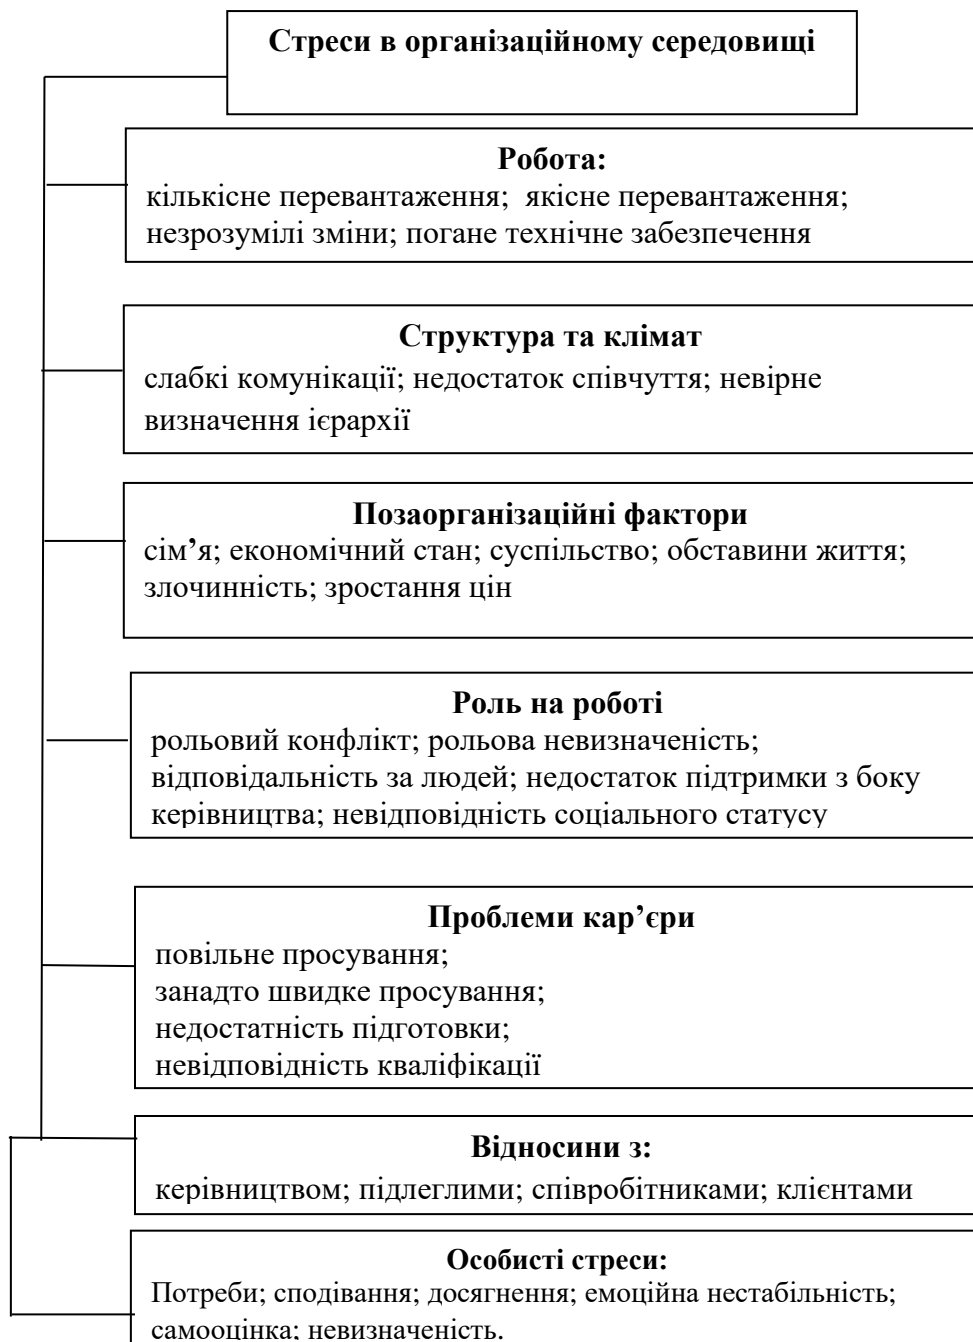 Стреси в організаційному середовищі
Робота:
кількісне перевантаження; якісне перевантаження;
незрозумілі зміни; погане технічне забезпечення
Структура та клімат
слабкі комунікації; недостаток співчуття; невірне
визначення ієрархії
Позаорганізаційні фактори
сім’я; економічний стан; суспільство; обставини життя;
злочинність; зростання цін
Роль на роботі
рольовий конфлікт; рольова невизначеність;
відповідальність за людей; недостаток підтримки з боку
керівництва; невідповідність соціального статусу
Проблеми кар’єри
повільне просування;
занадто швидке просування;
недостатність підготовки;
невідповідність кваліфікації
Відносини з:
керівництвом; підлеглими; співробітниками; клієнтами
Особисті стреси:
Потреби; сподівання; досягнення; емоційна нестабільність;
самооцінка; невизначеність.